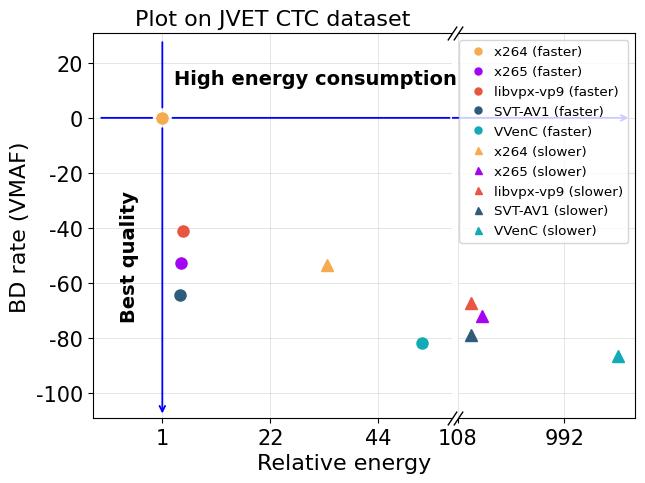 Plot on JVET CTC dataset
20
0
-20
-40
-60
-80
-100
BD rate (VMAF)
High energy consumption
Best quality
x264 (faster)
x265 (faster)
libvpx-vp9 (faster)
SVT-AV1 (faster)
VVenC (faster)
x264 (slower)
x265 (slower)
libvpx-vp9 (slower)
SVT-AV1 (slower)
VVenC (slower)
1 22 44 108 992
Relative energy